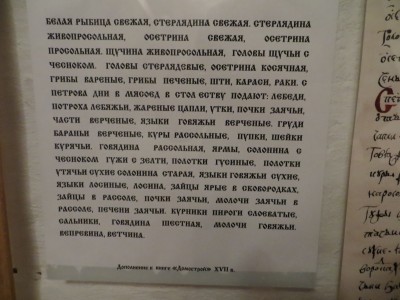 БЕЛАЯ РЫБИЦА СВЕЖАЯ, СТЕРЛЯДИНА СВЕЖАЯ. СТЕРЛЯДИНА
ЖИВОПРОСОЛЬНАЯ, ОСЕТРИНА СВЕЖАЯ, ОСЕТРИНА
ПРОСОЛЬНАЯ. ЩУЧИНА ЖИВОПРОСОЛЬНАЯ, ГОЛОВЫ ЩУЧЬИ С
ЧЕСНОКОМ. ГОЛОВЫ СТЕРЛЯДЕВЫЕ, ОСЕТРИНА КОСЯЧНАЯ,
ГРИБЫ ВАРЕНЫЕ, ГРИБЫ ПЕЧЕНЫЕ, ШТИ, КАРАСИ, РАКИ. С
ПЕТРОВА ДНИ В МЯСОЕД В СТОЛ ЕСТВУ ПОДАЮТ: ЛЕБЕДИ,
ПОТРОХА ЛЕБЯЖЬИ, ЖАРЕНЫЕ ЦАПЛИ, УТКИ, ПОЧКИ ЗАЯЧЬИ,
ЧАСТИ ВЕРЧЕНЫЕ, ЯЗЫКИ ГОВЯЖЬИ ВЕРЧЕНЫЕ. ГРУДИ
БАРАНЬИ ВЕРЧЕНЫЕ, КУРЫ РАССОЛЬНЫЕ, ПУПКИ, ШЕЙКИ
КУРЯЧЬИ. ГОВЯДИНА РАССОЛЬНАЯ, ЯРМЫ, СОЛОНИНА С
ЧЕСНОКОМ ГУЖИ С ЗЕЛТИ, ПОЛОТКИ ГУСИНЫЕ, ПОЛОТКИ
УТЯЧЬИ СУХИЕ СОЛОНИНА СТАРАЯ, ЯЗЫКИ ГОВЯЖЬИ СУХИЕ,
ЯЗЫКИ ЛОСИНЫЕ, ЛОСИНА, ЗАЙЦЫ ЯРЫЕ В СКОВОРОДКАХ,
ЗАЙЦЫ В РАССОЛЕ, ПОЧКИ ЗАЯЧЬИ, МОЛОЧИ ЗАЯЧЬИ В
РАССОЛЕ, ПЕЧЕНИ ЗАЯЧЬИ. КУРНИКИ ПИРОГИ СЛОЕВАТЫЕ,
САЛЬНИКИ, ГОВЯДИНА ШЕСТНАЯ, МОЛОЧИ ГОВЯЖЬИ,
ВЕПРЕВИНА, ВЕТЧИНА.
Дополнение к книге «Домострой» XVII в.